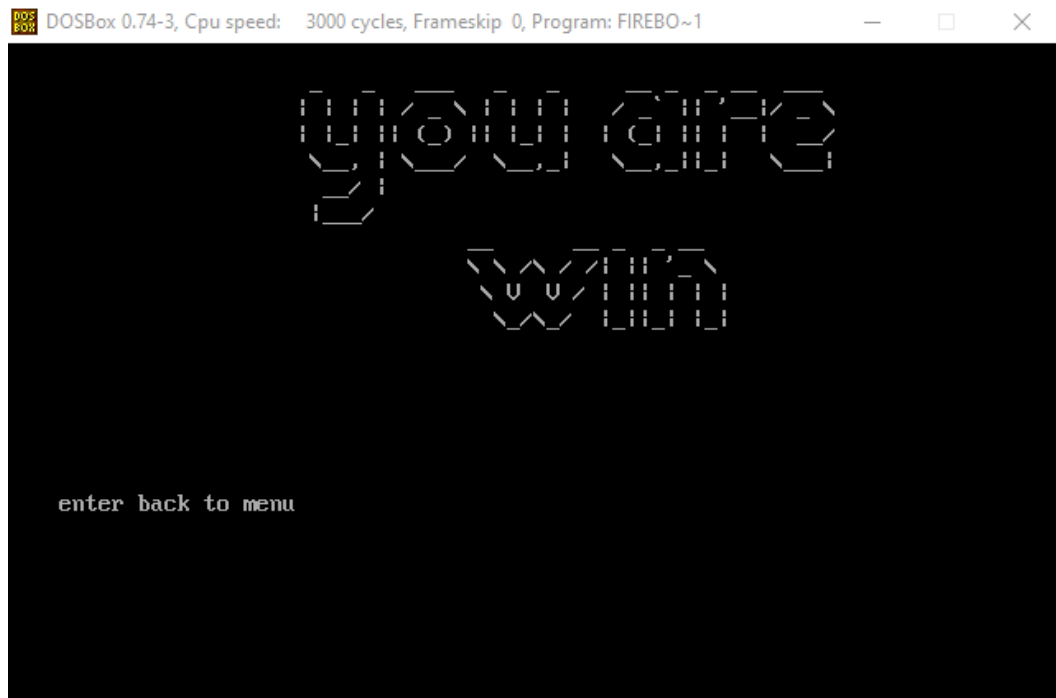 DOSBox 0.74-3, Cpu speed: 3000 cycles, Frameskip 0, Program: FIREBO~1
you are
win
enter back to menu